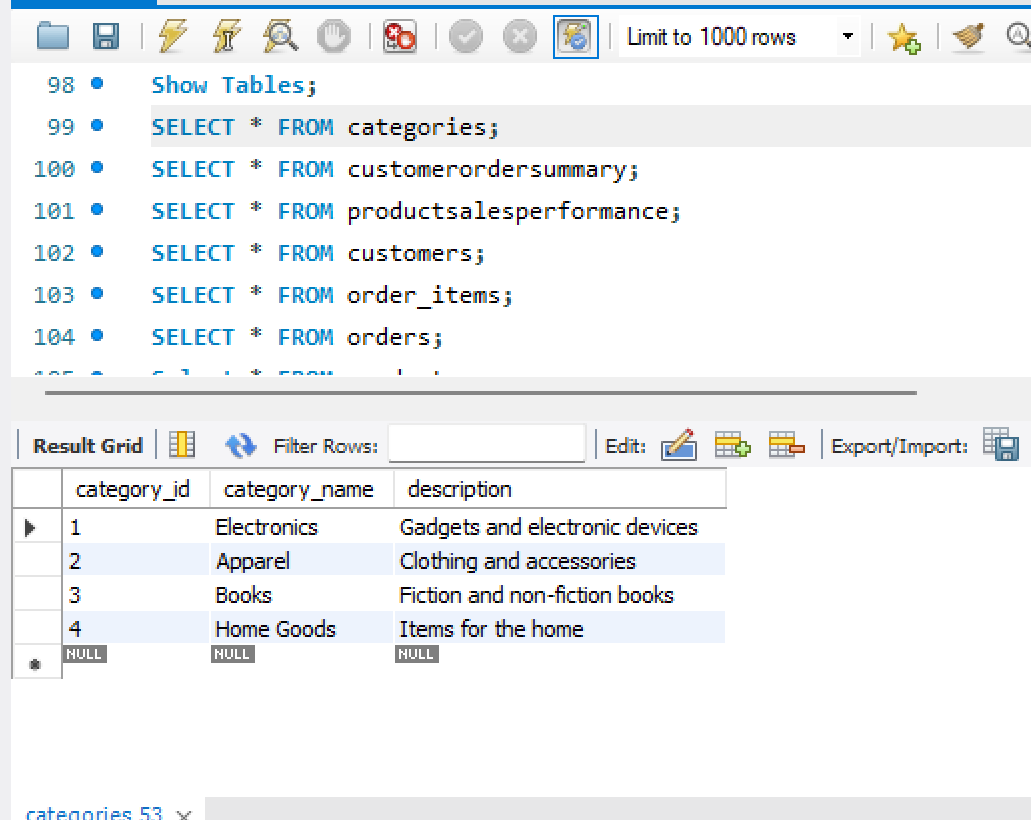 Limit to 1000 rows
98 Show Tables;
99 SELECT * FROM categories;
100 SELECT * FROM customerordersummary;
101 SELECT * FROM productsalesperformance;
102 SELECT * FROM customers;
103 SELECT * FROM order_items;
104 SELECT * FROM orders;
Result Grid Filter Rows: Edit: Export/Import:
category_id category_name description
1 Electronics Gadgets and electronic devices
2 Apparel Clothing and accessories
3 Books Fiction and non-fiction books
4 Home Goods Items for the home
NULL NULL NULL
categories 53